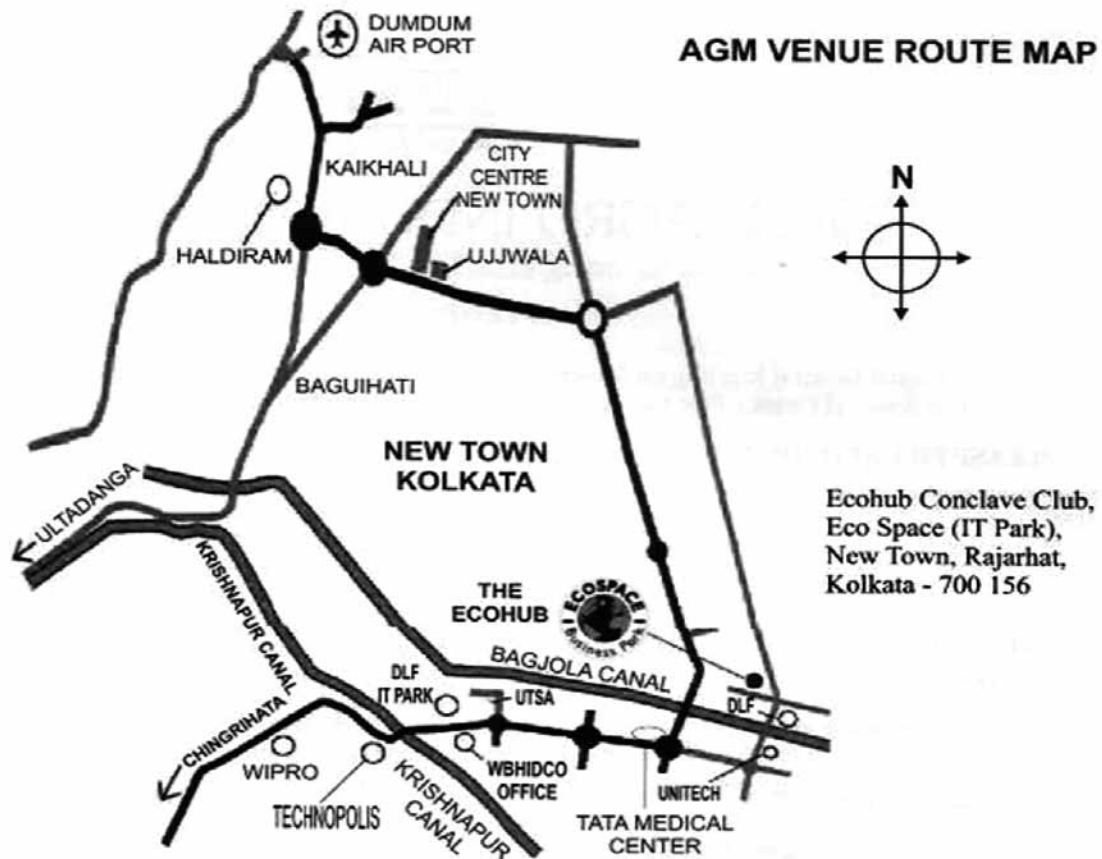 DUMDUM
AIR PORT
AGM VENUE ROUTE MAP
KAIKHALI
CITY
CENTRE
NEW TOWN
N
HALDIRAM
UJJWALA
BAGUIHATI
NEW TOWN
KOLKATA
ULTADANGA
Ecohub Conclave Club,
Eco Space (IT Park),
New Town, Rajarhat,
Kolkata - 700 156
KRISHNAPUR CANAL
THE
ECOHUB
ECOSPACE
Business Park
BAGJOLA CANAL
DLF
IT PARK
UTSA
DLF
CHINGRIHATA
WIPRO
TECHNOPOLIS
KRISHNAPUR
CANAL
WBHIDCO
OFFICE
UNITECH
TATA MEDICAL
CENTER